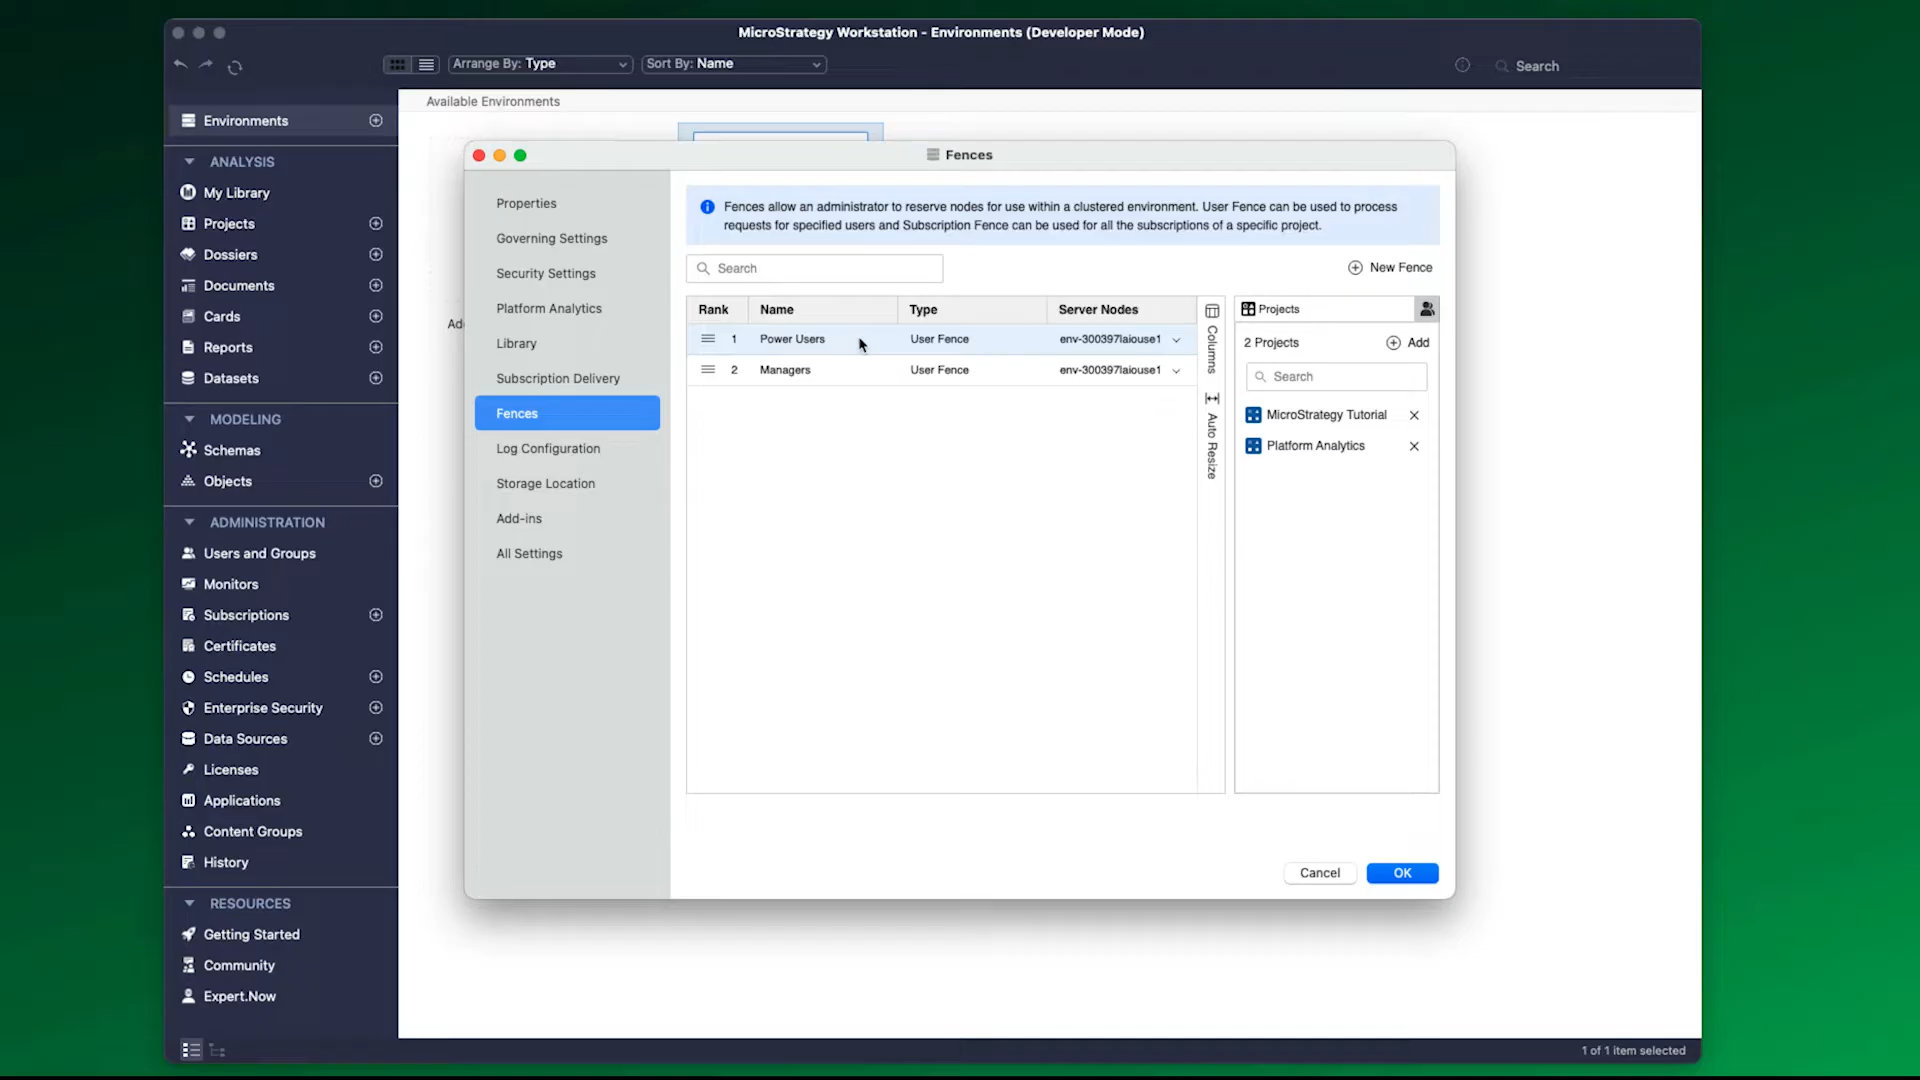 MicroStrategy Workstation - Environments (Developer Mode)
Arrange By: Type
Sort By: Name
Search
Environments
ANALYSIS
My Library
Projects
Dossiers
Documents
Cards
Reports
Datasets
MODELING
Schemas
Objects
ADMINISTRATION
Users and Groups
Monitors
Subscriptions
Certificates
Schedules
Enterprise Security
Data Sources
Licenses
Applications
Content Groups
History
RESOURCES
Getting Started
Community
Expert.Now
Available Environments
Fences
Properties
Governing Settings
Security Settings
Platform Analytics
Library
Subscription Delivery
Fences
Log Configuration
Storage Location
Add-ins
All Settings
Fences allow an administrator to reserve nodes for use within a clustered environment. User Fence can be used to process
requests for specified users and Subscription Fence can be used for all the subscriptions of a specific project.
Search
New Fence
Rank Name Type Server Nodes
1 Power Users User Fence env-300397laiouse1
2 Managers User Fence env-300397laiouse1
Columns
Auto Resize
Projects
2 Projects
Add
Search
MicroStrategy Tutorial
Platform Analytics
Cancel
OK
1 of 1 item selected